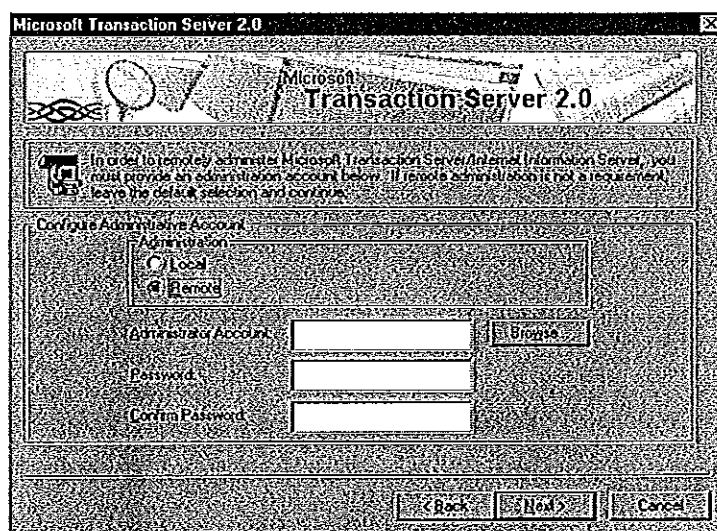 Microsoft Transaction Server 2.0
Microsoft
Transaction Server 2.0
In order to remotely administer Microsoft Transaction Server/Internet Information Server, you
must provide an administration account below. If remote administration is not a requirement,
leave the default selection and continue.
Configure Administrative Account
Administration
Local
Remote
Administrator Account:
Browse...
Password:
Confirm Password:
< Back
Next >
Cancel